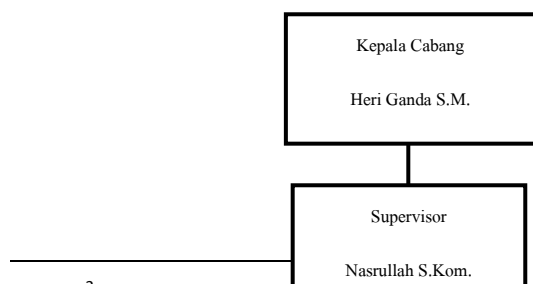 Kepala Cabang
Heri Ganda S.M.
Supervisor
Nasrullah S.Kom.